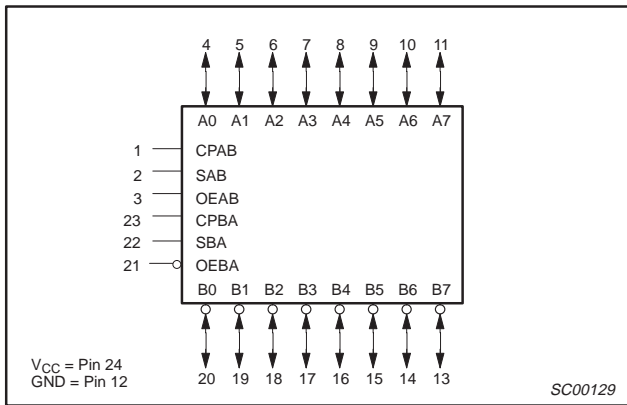 4 5 6 7 8 9 10 11
A0 A1 A2 A3 A4 A5 A6 A7
1 CPAB
2 SAB
3 OEAB
23 CPBA
22 SBA
21 OEBA
B0 B1 B2 B3 B4 B5 B6 B7
20 19 18 17 16 15 14 13
VCC = Pin 24
GND = Pin 12
SC00129